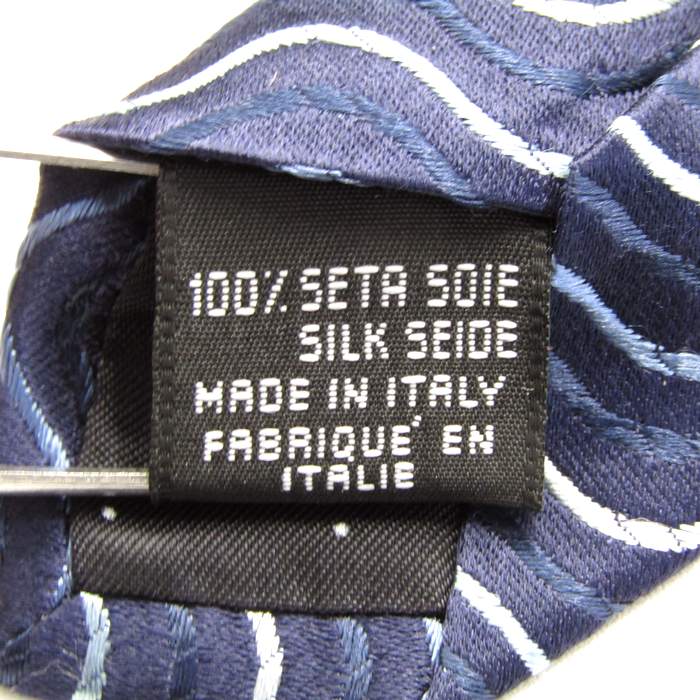 100% SETA SOIE
SILK SEIDE
MADE IN ITALY
FABRIQUE' EN
ITALIE